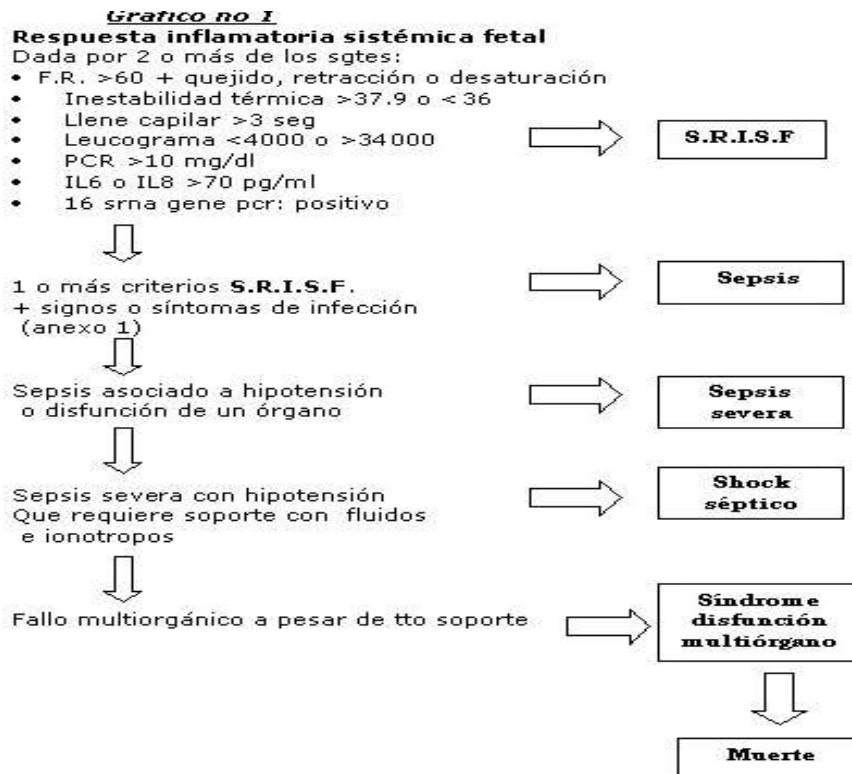 Grafico no 1
Respuesta inflamatoria sistémica fetal
Dada por 2 o más de los sgtes:
• F.R. >60 + quejido, retracción o desaturación
• Inestabilidad térmica >37.9 o < 36
• Llene capilar >3 seg
• Leucograma <4000 o >34000
• PCR >10 mg/dl
• IL6 o IL8 >70 pg/ml
• 16 srna gene pcr: positivo
S.R.I.S.F
1 o más criterios S.R.I.S.F.
+ signos o síntomas de infección
(anexo 1)
Sepsis
Sepsis asociado a hipotensión
o disfunción de un órgano
Sepsis
severa
Sepsis severa con hipotensión
Que requiere soporte con fluidos
e ionotropos
Shock
séptico
Fallo multiorgánico a pesar de tto soporte
Síndrome
disfunción
multiórgano
Muerte